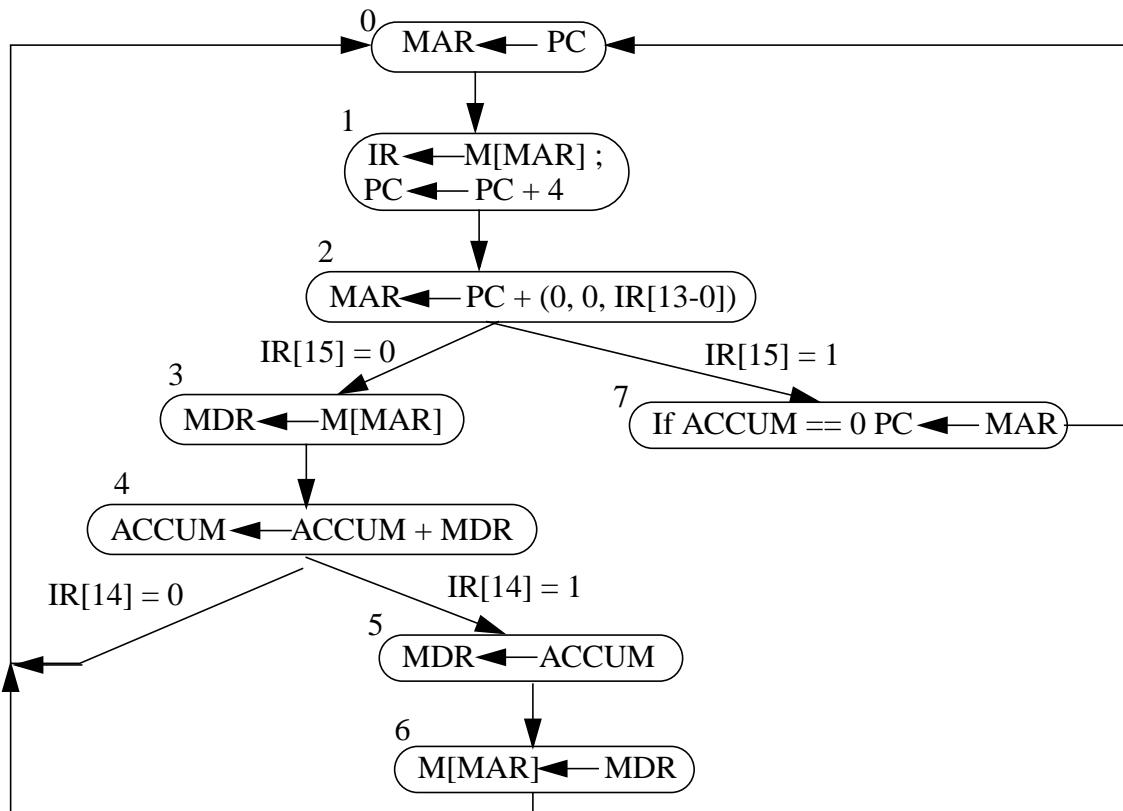 0
MAR PC
1
IR M[MAR] ;
PC PC + 4
2
MAR PC + (0, 0, IR[13-0])
IR[15] = 0
IR[15] = 1
3
MDR M[MAR]
7
If ACCUM == 0 PC MAR
4
ACCUM ACCUM + MDR
IR[14] = 0
IR[14] = 1
5
MDR ACCUM
6
M[MAR] MDR